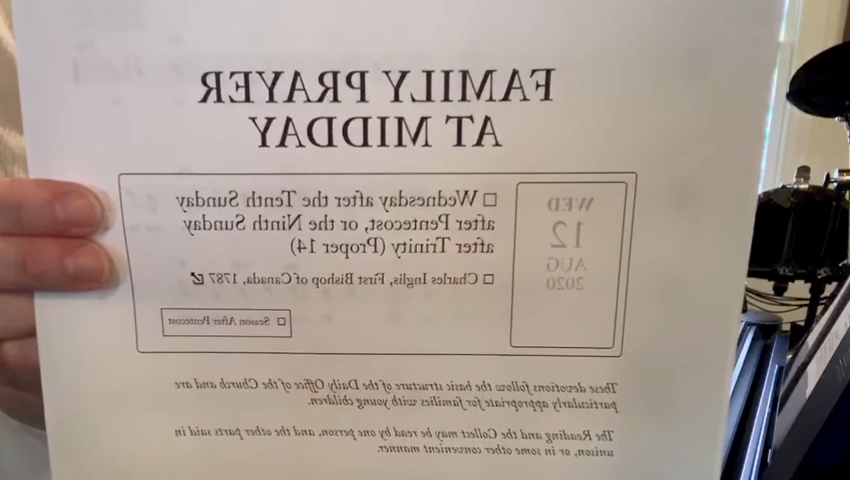 FAMILY PRAYER
AT MIDDAY
WED
12
AUG
2020
□ Wednesday after the Tenth Sunday
after Pentecost, or the Ninth Sunday
after Trinity (Proper 14)
□ Charles Inglis, First Bishop of Canada, 1787
□ Season After Pentecost
These devotions follow the basic structure of the Daily Office of the Church and are
particularly appropriate for families with young children.
The Reading and the Collect may be read by one person, and the other parts said in
unison, or in some other convenient manner.